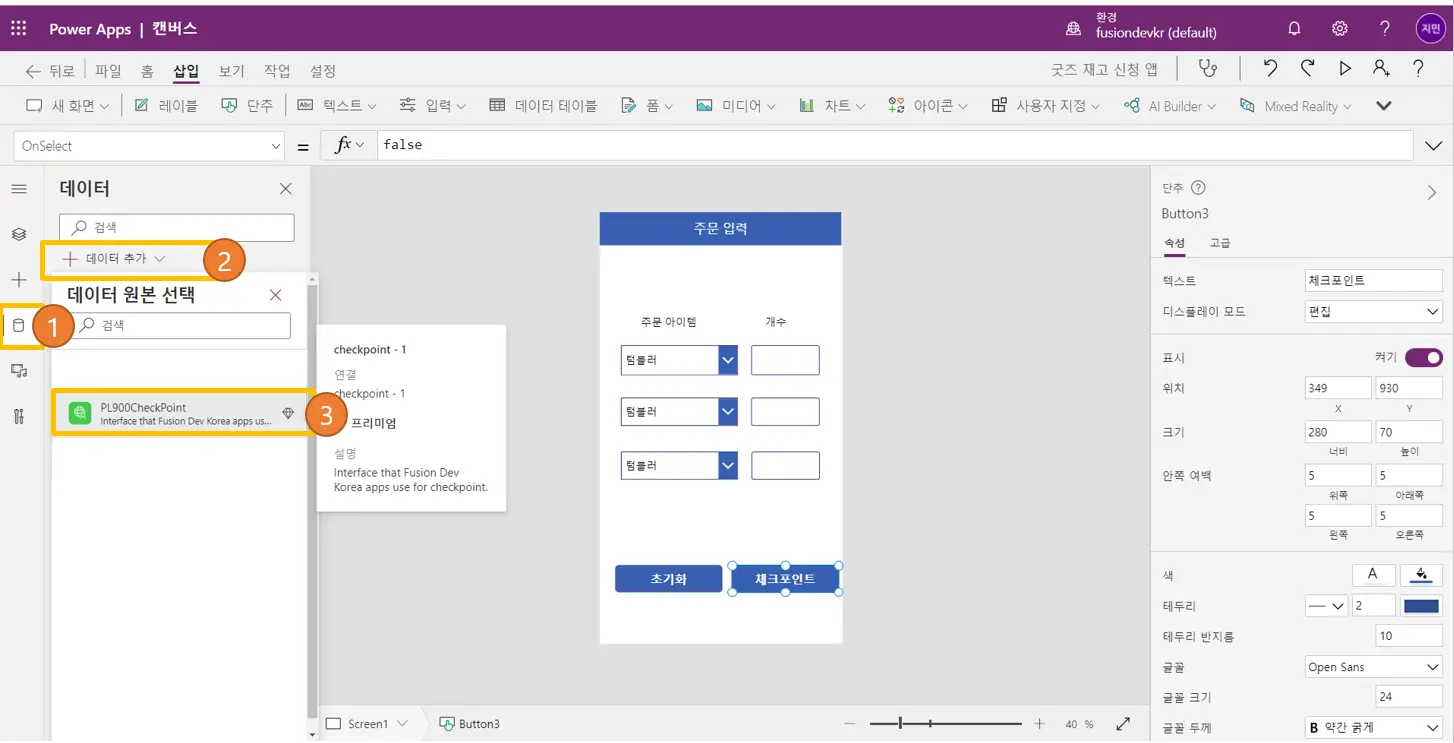 Power Apps | 캔버스
환경
fusiondevkr (default)
지민
뒤로 파일 홈 삽입 보기 작업 설정
굿즈 재고 신청 앱
새 화면 레이블 단추 텍스트 입력 데이터 테이블 폼 미디어 차트 아이콘 사용자 지정 AI Builder Mixed Reality
OnSelect = fx false
데이터
검색
데이터 추가
2
데이터 원본 선택
1
검색
PL900CheckPoint
Interface that Fusion Dev Korea apps us...
3
checkpoint - 1
연결
checkpoint - 1
프리미엄
설명
Interface that Fusion Dev
Korea apps use for checkpoint.
주문 입력
주문 아이템 개수
텀블러
텀블러
텀블러
초기화 체크포인트
Screen1 Button3
40 %
단추
Button3
속성 고급
텍스트 체크포인트
디스플레이 모드 편집
표시 켜기
위치 349 930
X Y
크기 280 70
너비 높이
안쪽 여백 5 5
위쪽 아래쪽
5 5
왼쪽 오른쪽
색 A
테두리 2
테두리 반지름 10
글꼴 Open Sans
글꼴 크기 24
글꼴 두께 B 약간 굵게